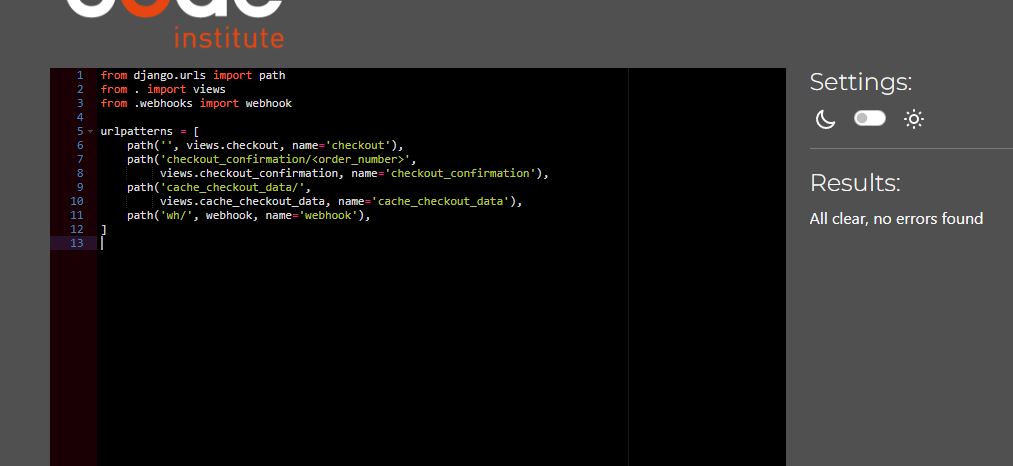 code
institute
1 from django.urls import path
2 from . import views
3 from .webhooks import webhook
4
5 urlpatterns = [
6     path('', views.checkout, name='checkout'),
7     path('checkout_confirmation/<order_number>',
8          views.checkout_confirmation, name='checkout_confirmation'),
9     path('cache_checkout_data/',
10          views.cache_checkout_data, name='cache_checkout_data'),
11     path('wh/', webhook, name='webhook'),
12 ]
13
Settings:
Results:
All clear, no errors found